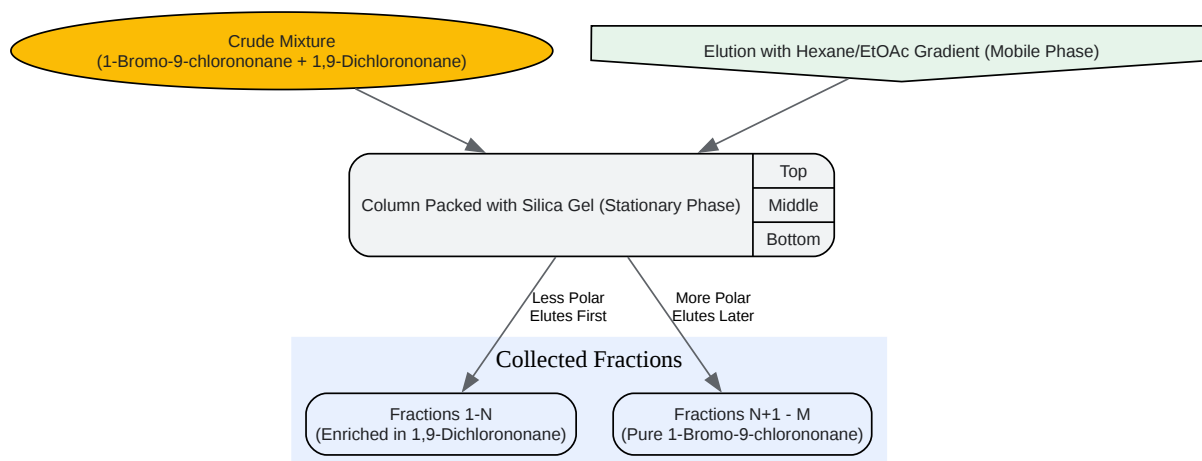 Crude Mixture
(1-Bromo-9-chlorononane + 1,9-Dichlorononane)
Elution with Hexane/EtOAc Gradient (Mobile Phase)
Column Packed with Silica Gel (Stationary Phase)
Top
Middle
Bottom
Less Polar
Elutes First
More Polar
Elutes Later
Collected Fractions
Fractions 1-N
(Enriched in 1,9-Dichlorononane)
Fractions N+1 - M
(Pure 1-Bromo-9-chlorononane)